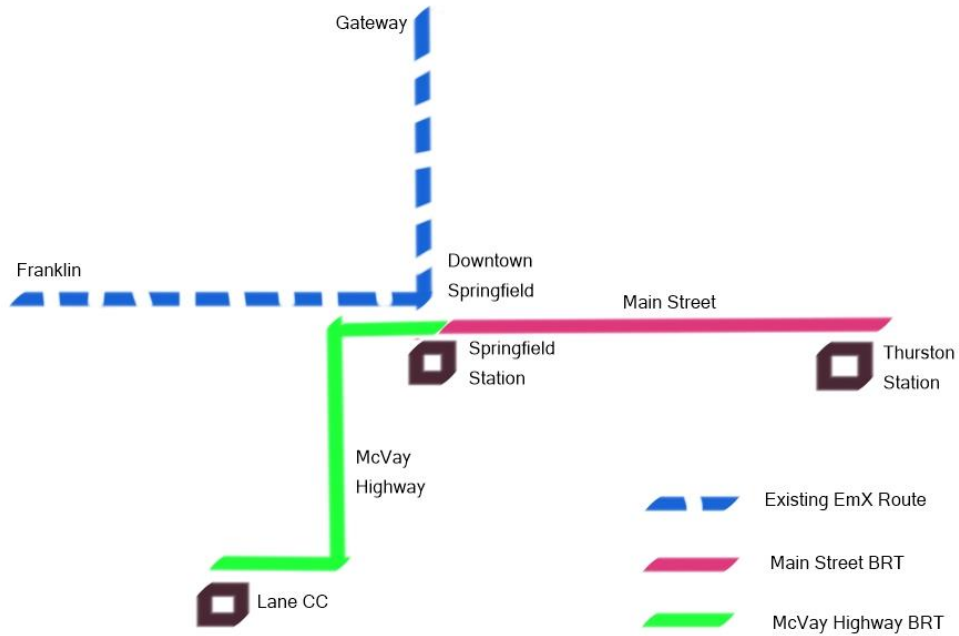 Gateway
Franklin
Downtown
Springfield
Main Street
Springfield
Station
Thurston
Station
McVay
Highway
Existing EmX Route
Main Street BRT
Lane CC
McVay Highway BRT